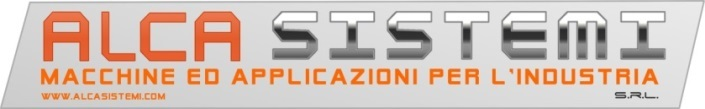 ALCA SISTEMI
MACCHINE ED APPLICAZIONI PER L'INDUSTRIA
WWW.ALCASISTEMI.COM S.R.L.